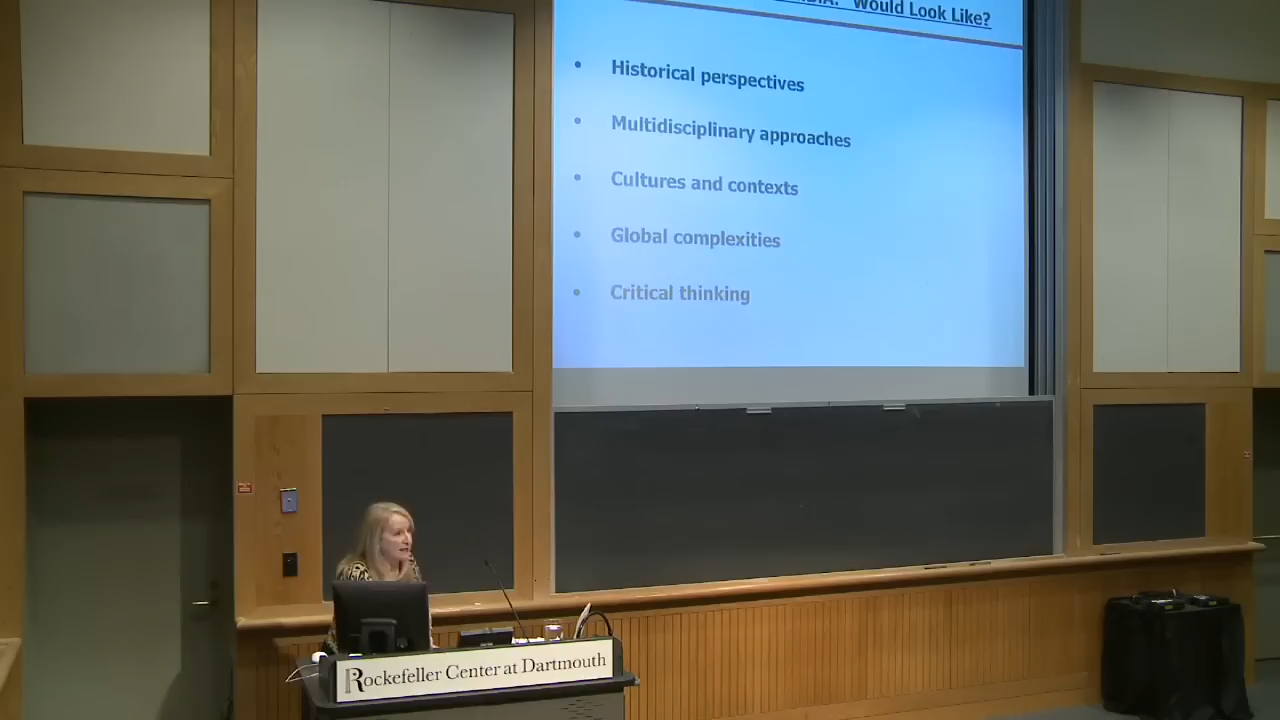 Would Look Like?
• Historical perspectives
• Multidisciplinary approaches
• Cultures and contexts
• Global complexities
• Critical thinking
Rockefeller Center at Dartmouth